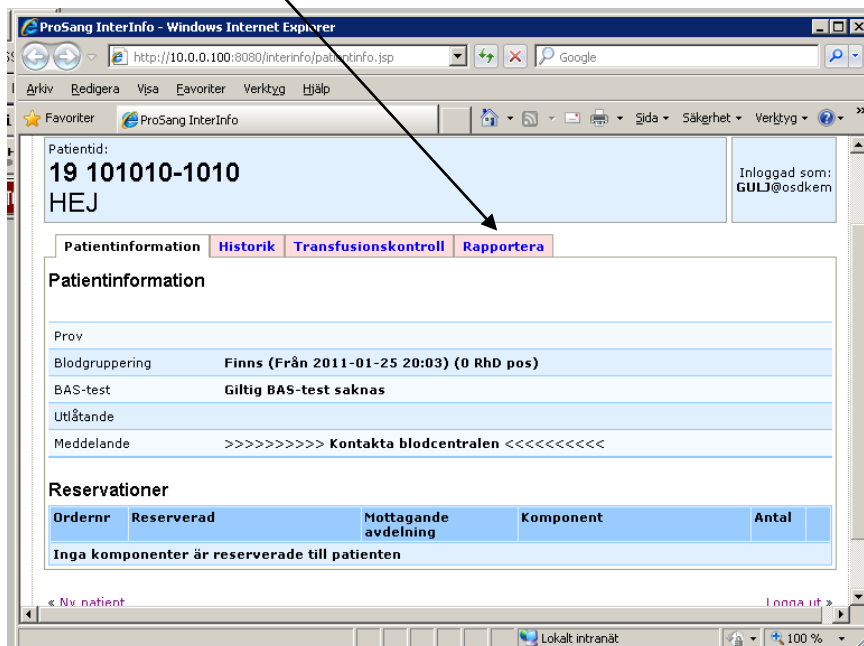 ProSang InterInfo - Windows Internet Explorer
http://10.0.0.100:8080/interinfo/patientinfo.jsp
Google
Arkiv Redigera Visa Favoriter Verktyg Hjälp
Favoriter ProSang InterInfo Sida Säkerhet Verktyg »
Patientid:
19 101010-1010
HEJ
Inloggad som:
GULJ@osdkem
Patientinformation Historik Transfusionskontroll Rapportera
Patientinformation
Prov
Blodgruppering Finns (Från 2011-01-25 20:03) (0 RhD pos)
BAS-test Giltig BAS-test saknas
Utlåtande
Meddelande >>>>>>>>>> Kontakta blodcentralen <<<<<<<<<<
Reservationer
Ordernr Reserverad Mottagande avdelning Komponent Antal
Inga komponenter är reserverade till patienten
« Ny patient Logga ut »
Lokalt intranät 100 %